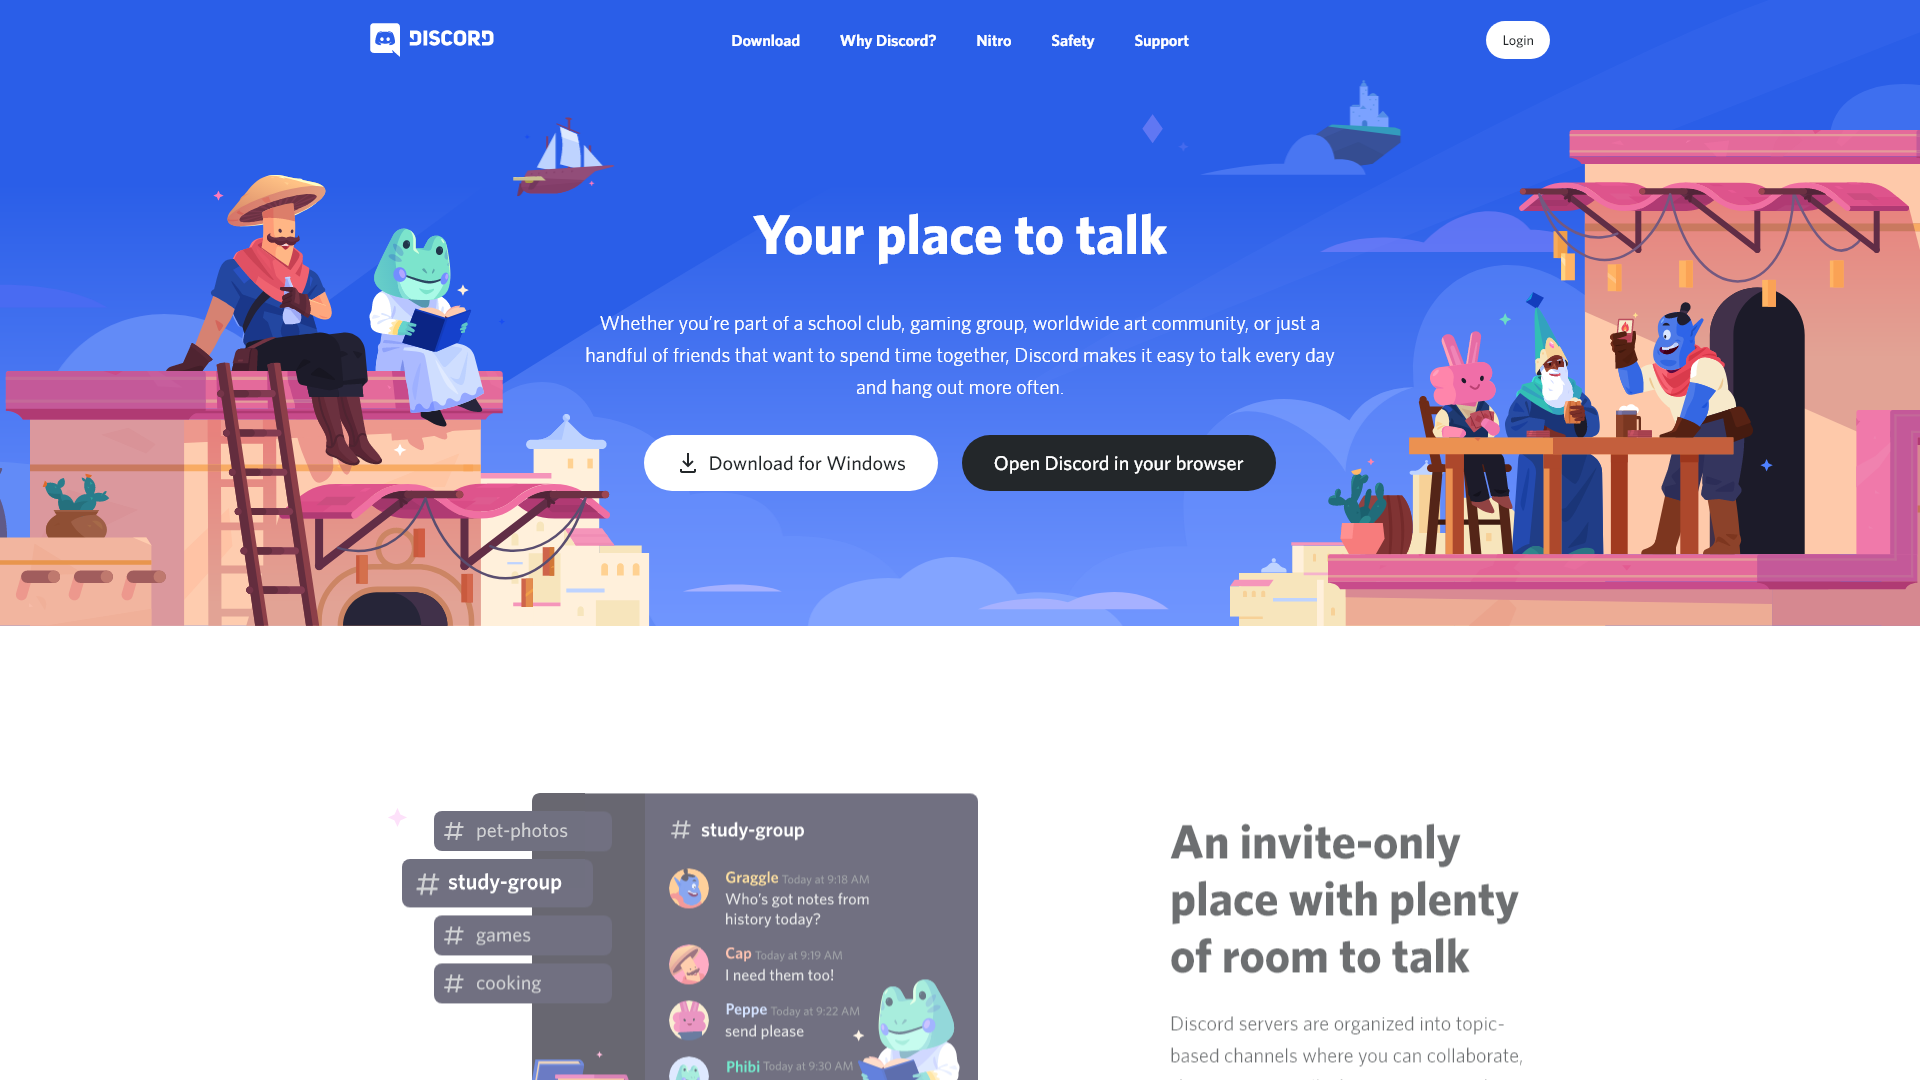 DISCORD
Download Why Discord? Nitro Safety Support
Login
Your place to talk
Whether you’re part of a school club, gaming group, worldwide art community, or just a
handful of friends that want to spend time together, Discord makes it easy to talk every day
and hang out more often.
Download for Windows
Open Discord in your browser
# pet-photos
# study-group
# games
# cooking
# study-group
Graggle Today at 9:18 AM
Who's got notes from
history today?
Cap Today at 9:19 AM
I need them too!
Peppe Today at 9:22 AM
send please
Phibi Today at 9:30 AM
An invite-only
place with plenty
of room to talk
Discord servers are organized into topic-
based channels where you can collaborate,